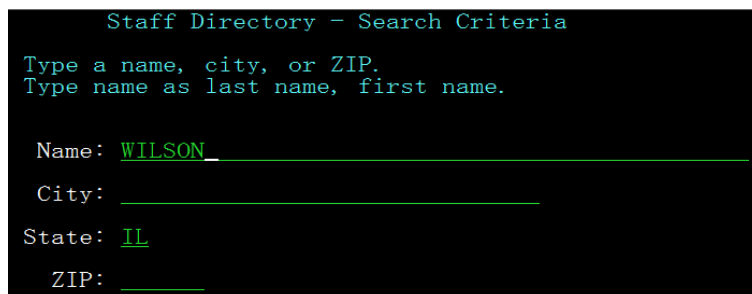 Staff Directory - Search Criteria
Type a name, city, or ZIP.
Type name as last name, first name.
Name: WILSON
City:
State: IL
ZIP: